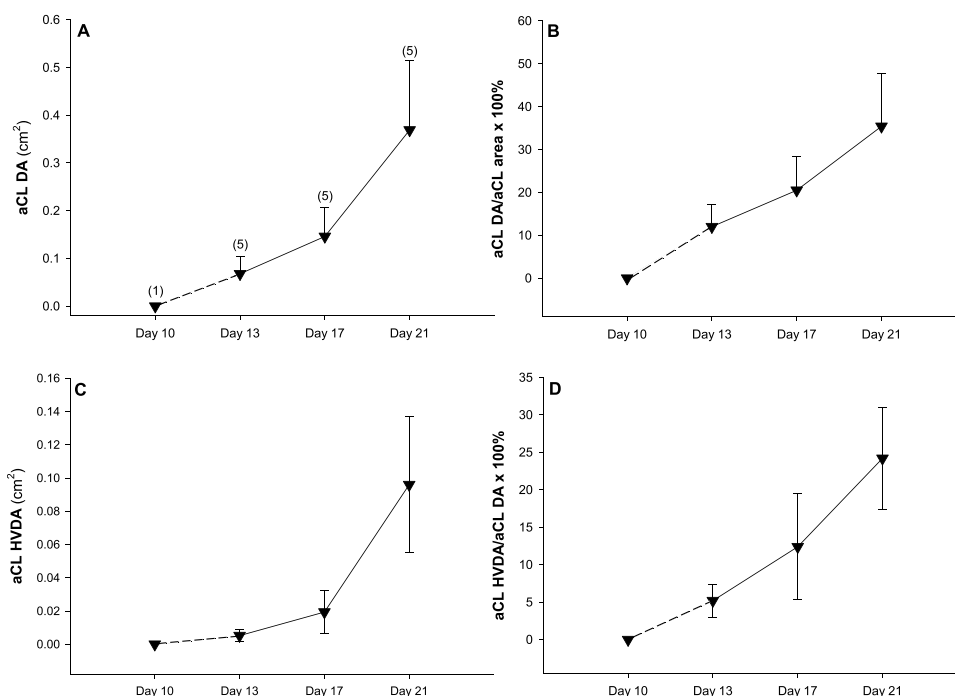 A
aCL DA (cm²)
0.6
0.5
0.4
0.3
0.2
0.1
0.0
(1)
(5)
(5)
(5)
Day 10 Day 13 Day 17 Day 21
B
aCL DA/aCL area x 100%
60
50
40
30
20
10
0
Day 10 Day 13 Day 17 Day 21
C
aCL HVDA (cm²)
0.16
0.14
0.12
0.10
0.08
0.06
0.04
0.02
0.00
Day 10 Day 13 Day 17 Day 21
D
aCL HVDA/aCL DA x 100%
35
30
25
20
15
10
5
0
Day 10 Day 13 Day 17 Day 21